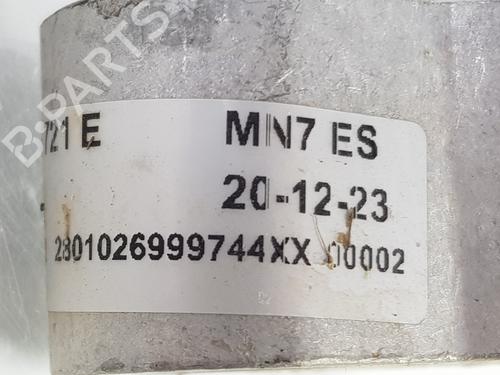 B-PARTS
721 E MN7 ES
20-12-23
2801026999744XX 00002